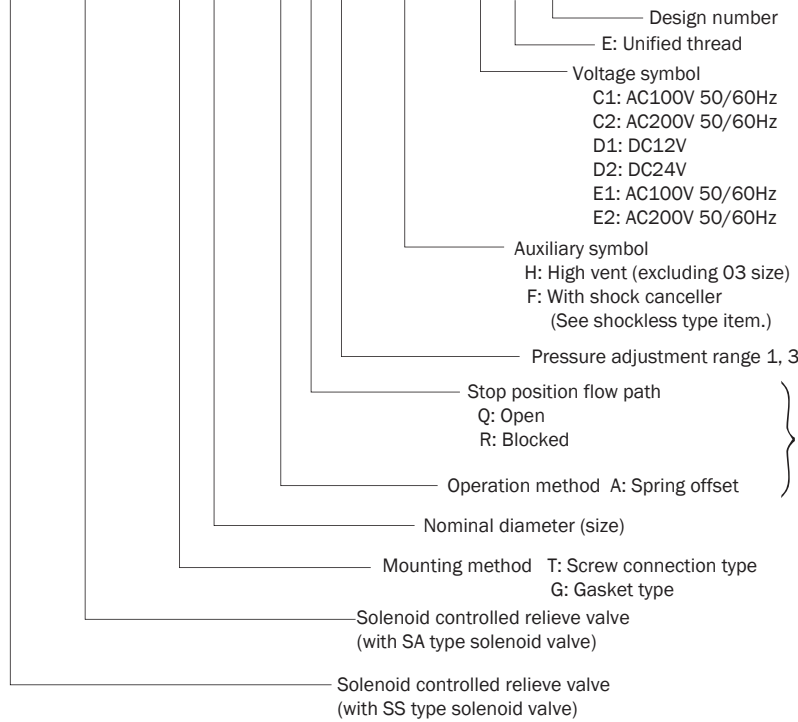 Design number
E: Unified thread
Voltage symbol
C1: AC100V 50/60Hz
C2: AC200V 50/60Hz
D1: DC12V
D2: DC24V
E1: AC100V 50/60Hz
E2: AC200V 50/60Hz
Auxiliary symbol
H: High vent (excluding 03 size)
F: With shock canceller
(See shockless type item.)
Pressure adjustment range 1, 3
Stop position flow path
Q: Open
R: Blocked
Operation method A: Spring offset
Nominal diameter (size)
Mounting method T: Screw connection type
G: Gasket type
Solenoid controlled relieve valve
(with SA type solenoid valve)
Solenoid controlled relieve valve
(with SS type solenoid valve)